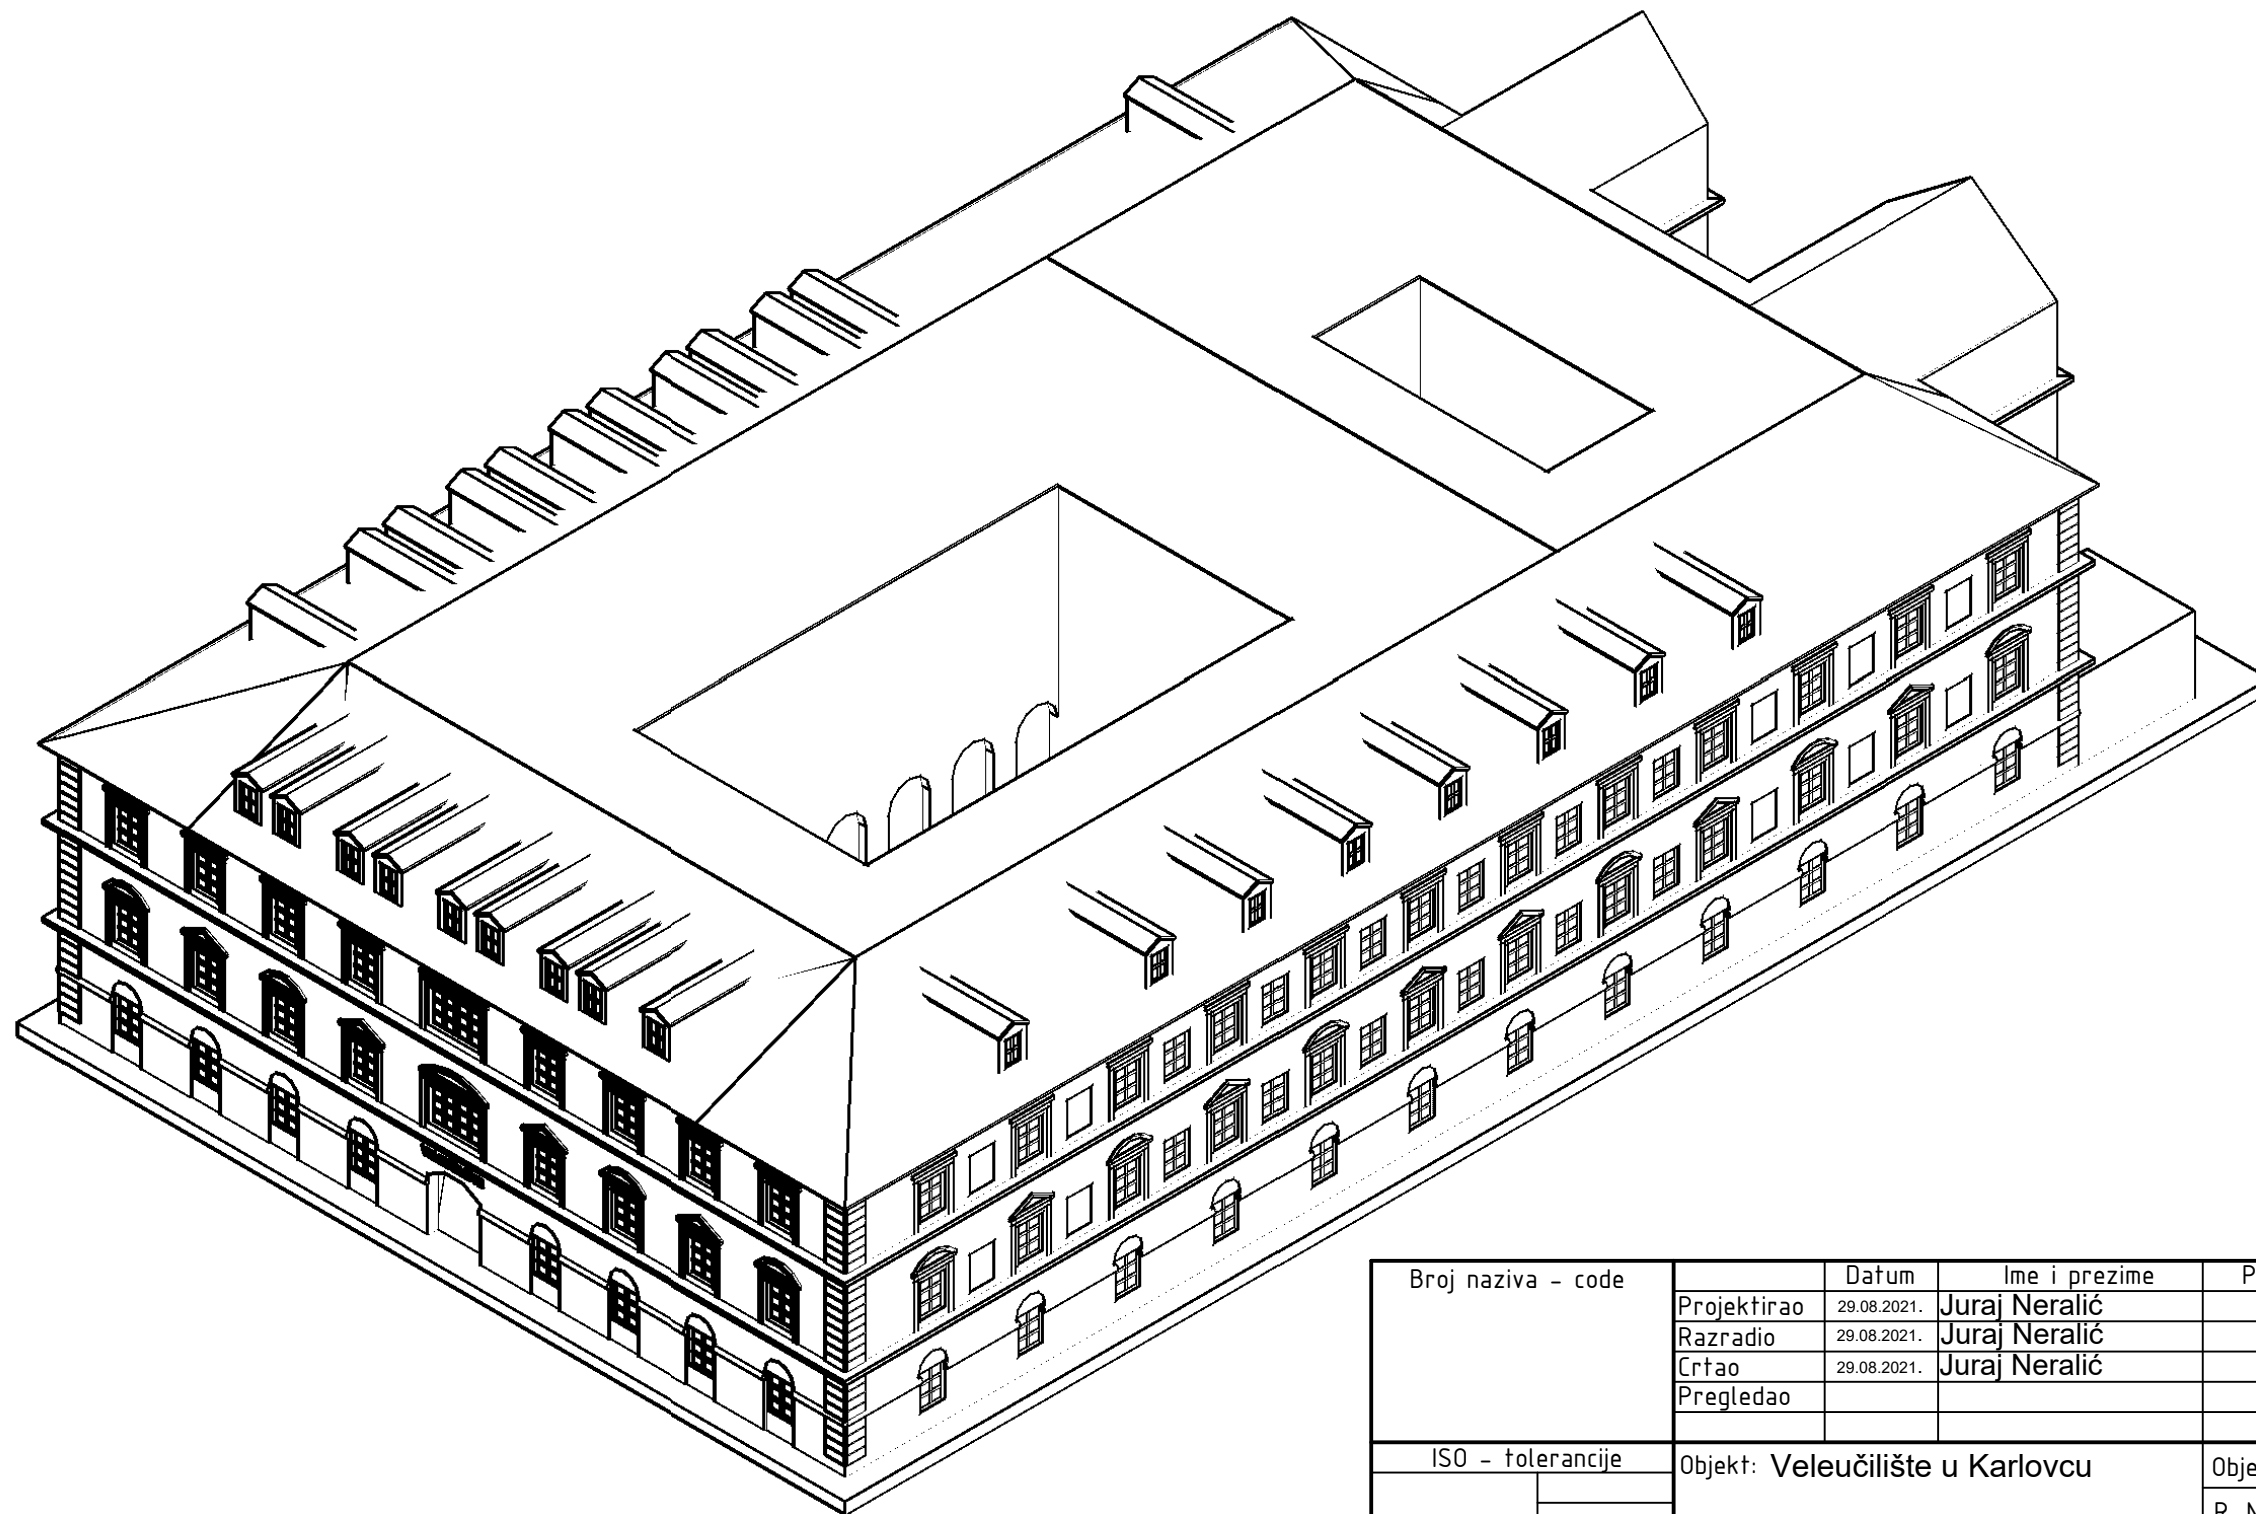 Broj naziva - code
Datum Ime i prezime P
Projektirao 29.08.2021. Juraj Neralić
Razradio 29.08.2021. Juraj Neralić
Crtao 29.08.2021. Juraj Neralić
Pregledao
ISO - tolerancije
Objekt: Veleučilište u Karlovcu
Obje
R. N